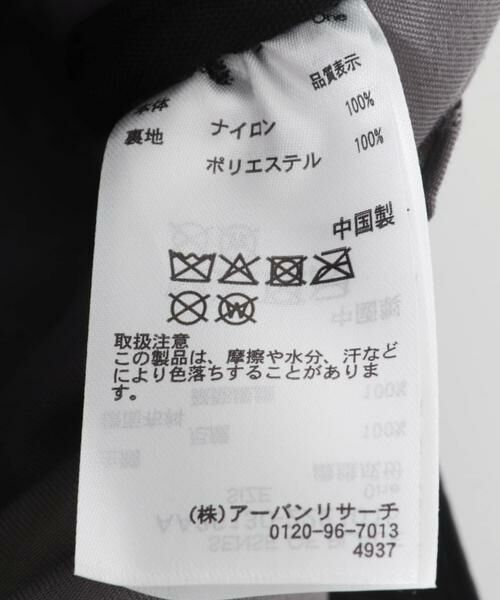 One
品質表示
本体
ナイロン
100%
裏地
ポリエステル
100%
中国製
取扱注意
この製品は、摩擦や水分、汗など
により色落ちすることがありま
す。
(株)アーバンリサーチ
0120-96-7013
4937